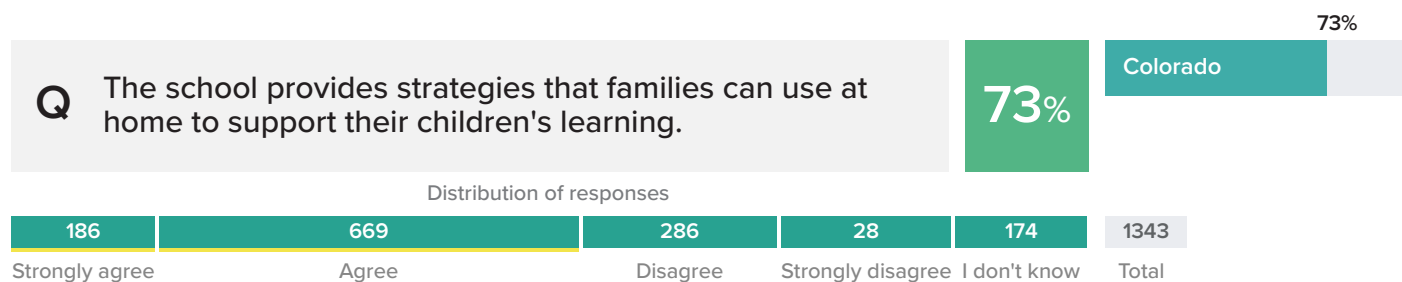 73%
Q
The school provides strategies that families can use at
home to support their children's learning.
73%
Colorado
Distribution of responses
186 669 286 28 174 1343
Strongly agree Agree Disagree Strongly disagree I don't know Total